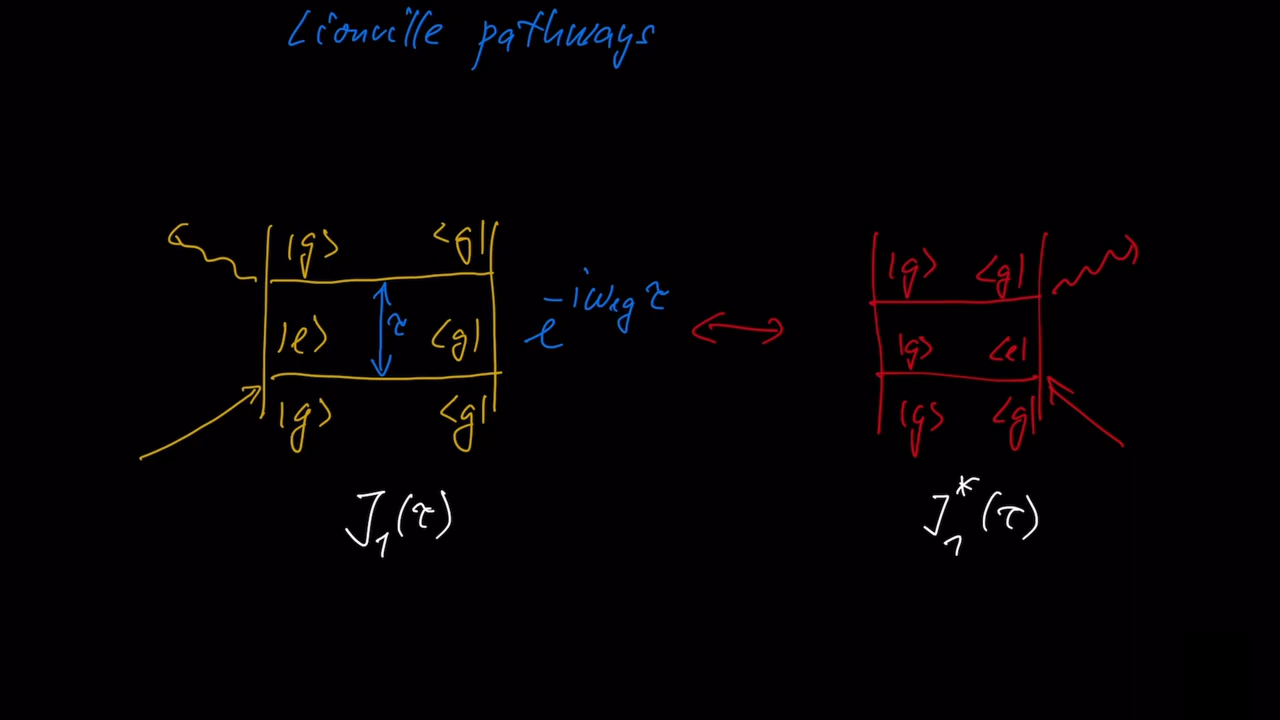 Liouville pathways
|g> <g|
|e> τ <g| e^{-iω_{eg}τ}
|g> <g|
J_1(τ)
|g> <g|
|g> <e|
|g> <g|
J_1^*(τ)